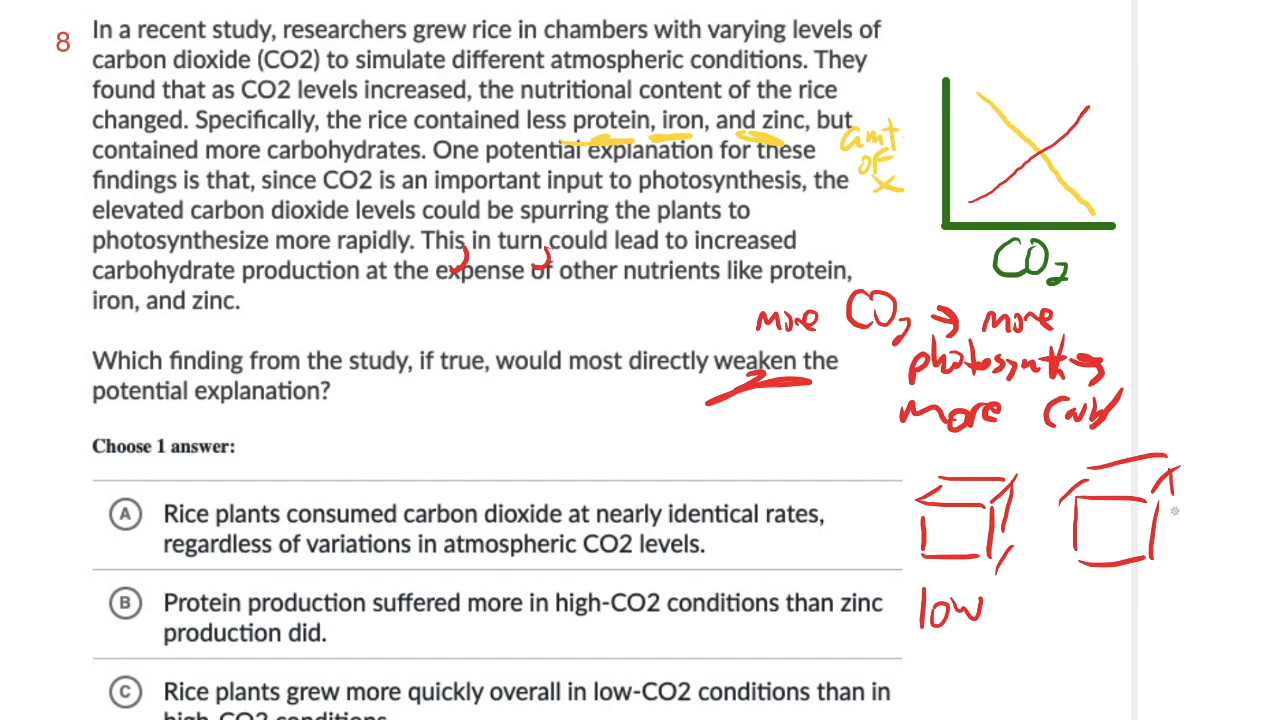 8
In a recent study, researchers grew rice in chambers with varying levels of
carbon dioxide (CO2) to simulate different atmospheric conditions. They
found that as CO2 levels increased, the nutritional content of the rice
changed. Specifically, the rice contained less protein, iron, and zinc, but
contained more carbohydrates. One potential explanation for these
findings is that, since CO2 is an important input to photosynthesis, the
elevated carbon dioxide levels could be spurring the plants to
photosynthesize more rapidly. This in turn could lead to increased
carbohydrate production at the expense of other nutrients like protein,
iron, and zinc.
amt
of
x
CO2
more CO2 → more
photosynth →
more carb
Which finding from the study, if true, would most directly weaken the
potential explanation?
Choose 1 answer:
A Rice plants consumed carbon dioxide at nearly identical rates,
regardless of variations in atmospheric CO2 levels.
B Protein production suffered more in high-CO2 conditions than zinc
production did.
low
C Rice plants grew more quickly overall in low-CO2 conditions than in
high-CO2 conditions.